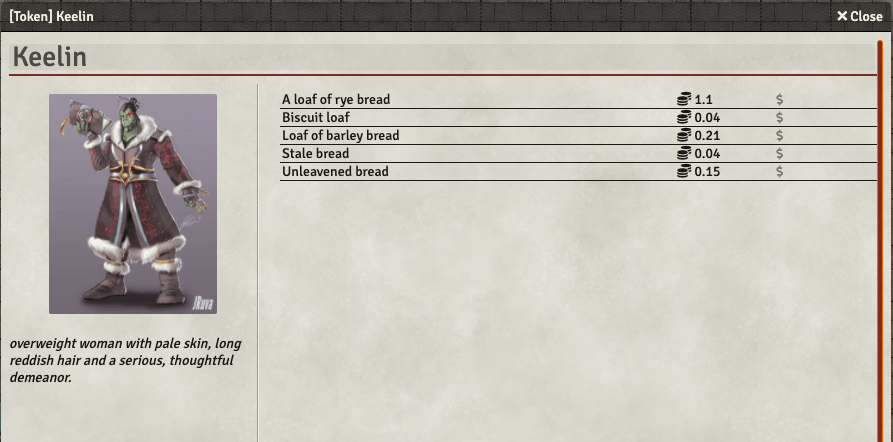 [Token] Keelin
Close
Keelin
A loaf of rye bread 1.1 $
Biscuit loaf 0.04 $
Loaf of barley bread 0.21 $
Stale bread 0.04 $
Unleavened bread 0.15 $
overweight woman with pale skin, long
reddish hair and a serious, thoughtful
demeanor.